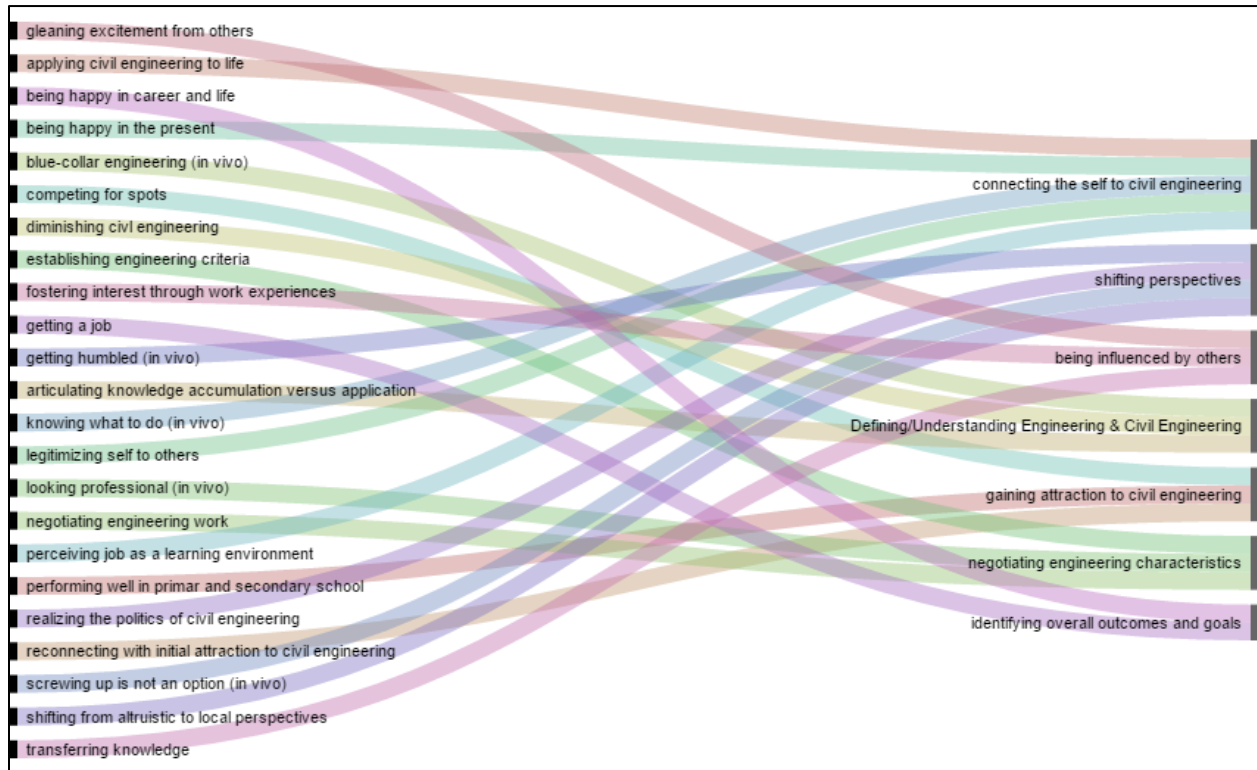 gleaning excitement from others
applying civil engineering to life
being happy in career and life
being happy in the present
blue-collar engineering (in vivo)
competing for spots
diminishing civl engineering
establishing engineering criteria
fostering interest through work experiences
getting a job
getting humbled (in vivo)
articulating knowledge accumulation versus application
knowing what to do (in vivo)
legitimizing self to others
looking professional (in vivo)
negotiating engineering work
perceiving job as a learning environment
performing well in primar and secondary school
realizing the politics of civil engineering
reconnecting with initial attraction to civil engineering
screwing up is not an option (in vivo)
shifting from altruistic to local perspectives
transferring knowledge
connecting the self to civil engineering
shifting perspectives
being influenced by others
Defining/Understanding Engineering & Civil Engineering
gaining attraction to civil engineering
negotiating engineering characteristics
identifying overall outcomes and goals